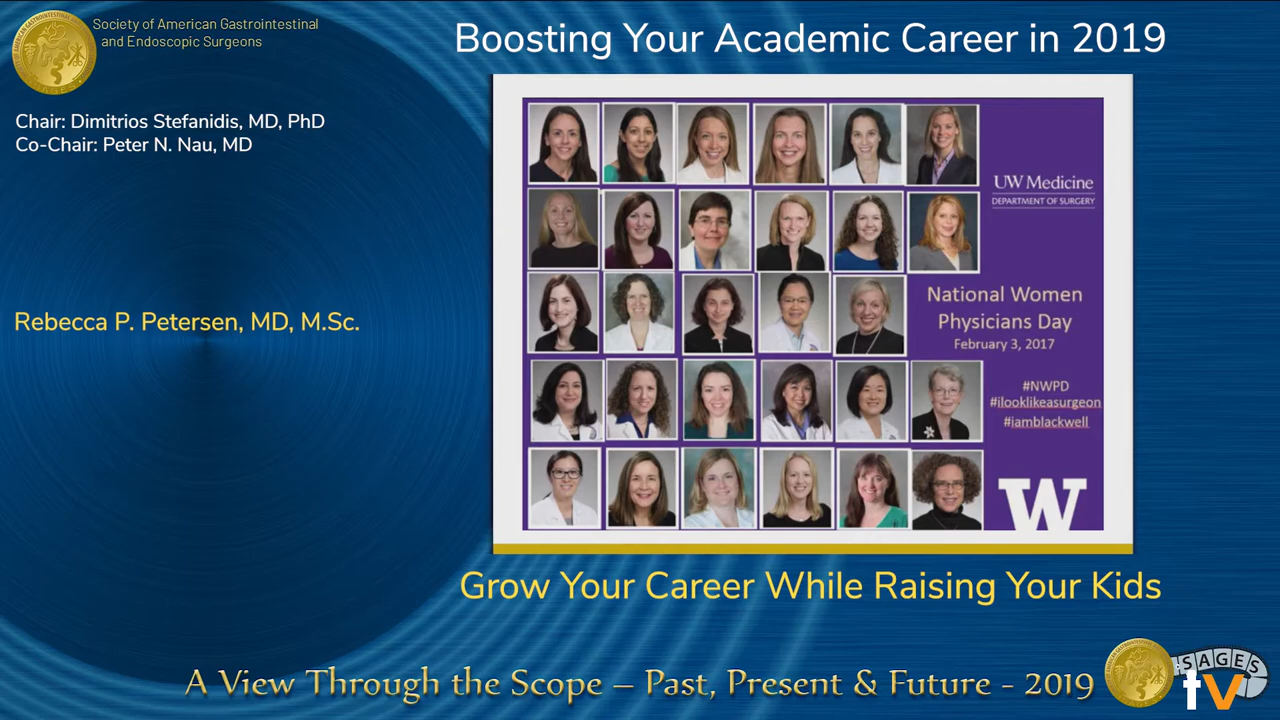 Society of American Gastrointestinal
and Endoscopic Surgeons
Boosting Your Academic Career in 2019
Chair: Dimitrios Stefanidis, MD, PhD
Co-Chair: Peter N. Nau, MD
Rebecca P. Petersen, MD, M.Sc.
UW Medicine
DEPARTMENT OF SURGERY
National Women
Physicians Day
February 3, 2017
#NWPD
#ilooklikeasurgeon
#iamblackwell
W
Grow Your Career While Raising Your Kids
A View Through the Scope – Past, Present & Future - 2019
SAGES
tv